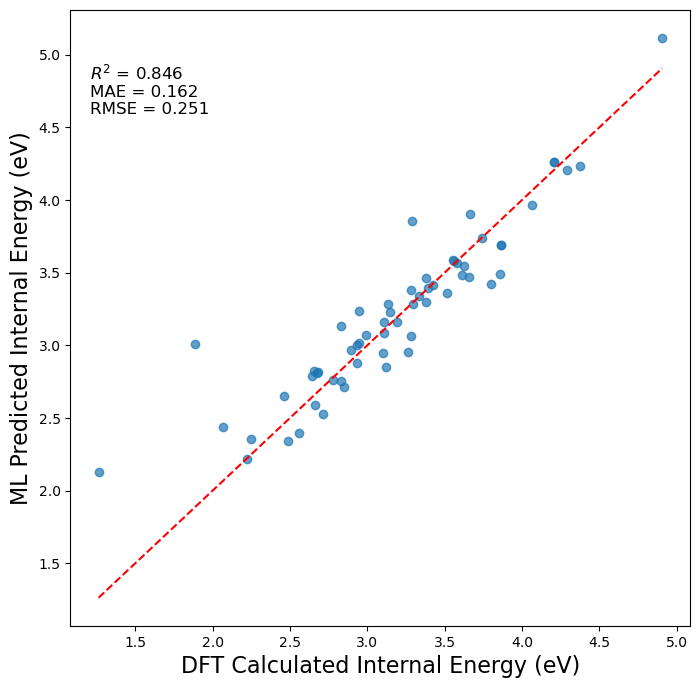 R² = 0.846
MAE = 0.162
RMSE = 0.251
ML Predicted Internal Energy (eV)
5.0
4.5
4.0
3.5
3.0
2.5
2.0
1.5
1.5 2.0 2.5 3.0 3.5 4.0 4.5 5.0
DFT Calculated Internal Energy (eV)